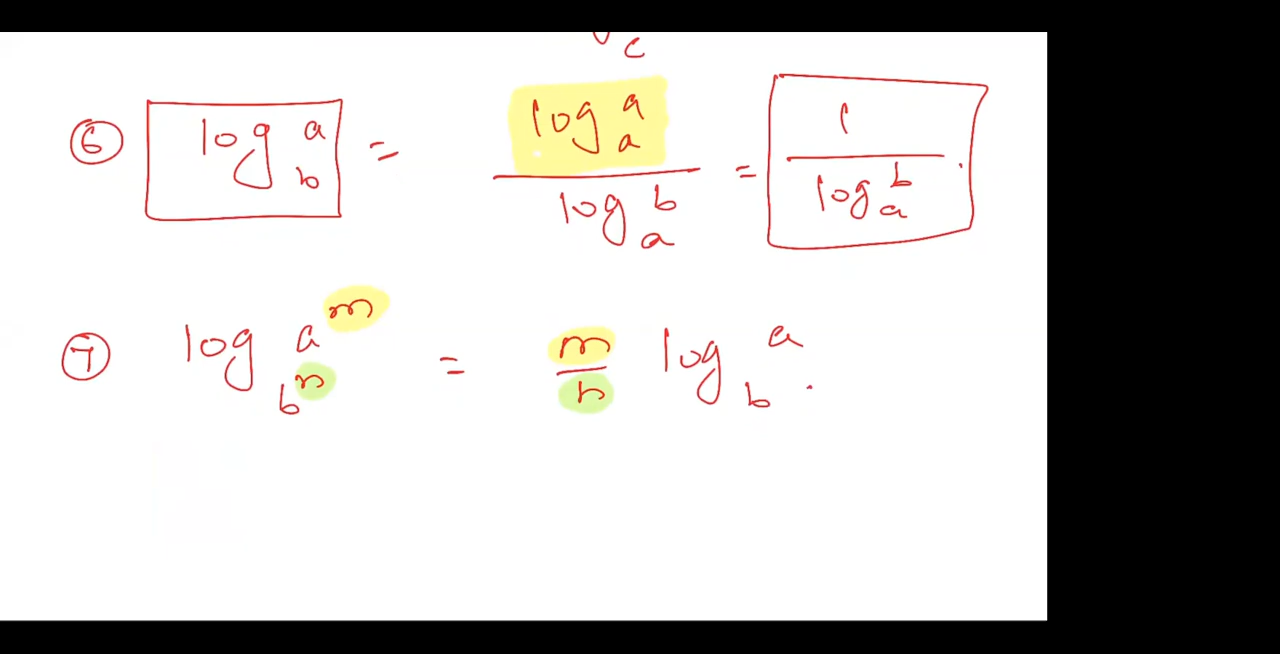 c
⑥ log_b a = (log_a a)/(log_a b) = 1/(log_a b).
⑦ log_{b^n} a^m = m/n log_b a.